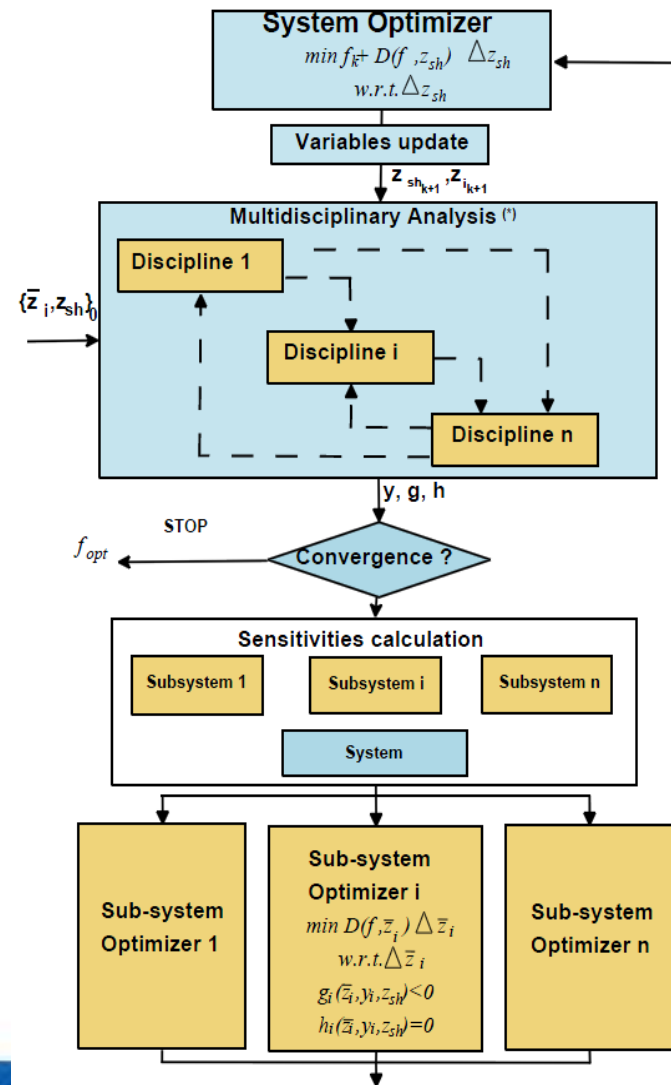 System Optimizer
min f_k + D(f ,z_sh) △z_sh
w.r.t.△z_sh
Variables update
z_sh_k+1 ,z_i_k+1
Multidisciplinary Analysis (*)
Discipline 1
{z̅_i,z_sh}_0
Discipline i
Discipline n
y, g, h
STOP
f_opt
Convergence ?
Sensitivities calculation
Subsystem 1
Subsystem i
Subsystem n
System
Sub-system
Optimizer 1
Sub-system
Optimizer i
min D(f,z̅_i) △z̅_i
w.r.t.△z̅_i
g_i(z̅_i,y_i,z_sh)<0
h_i(z̅_i,y_i,z_sh)=0
Sub-system
Optimizer n